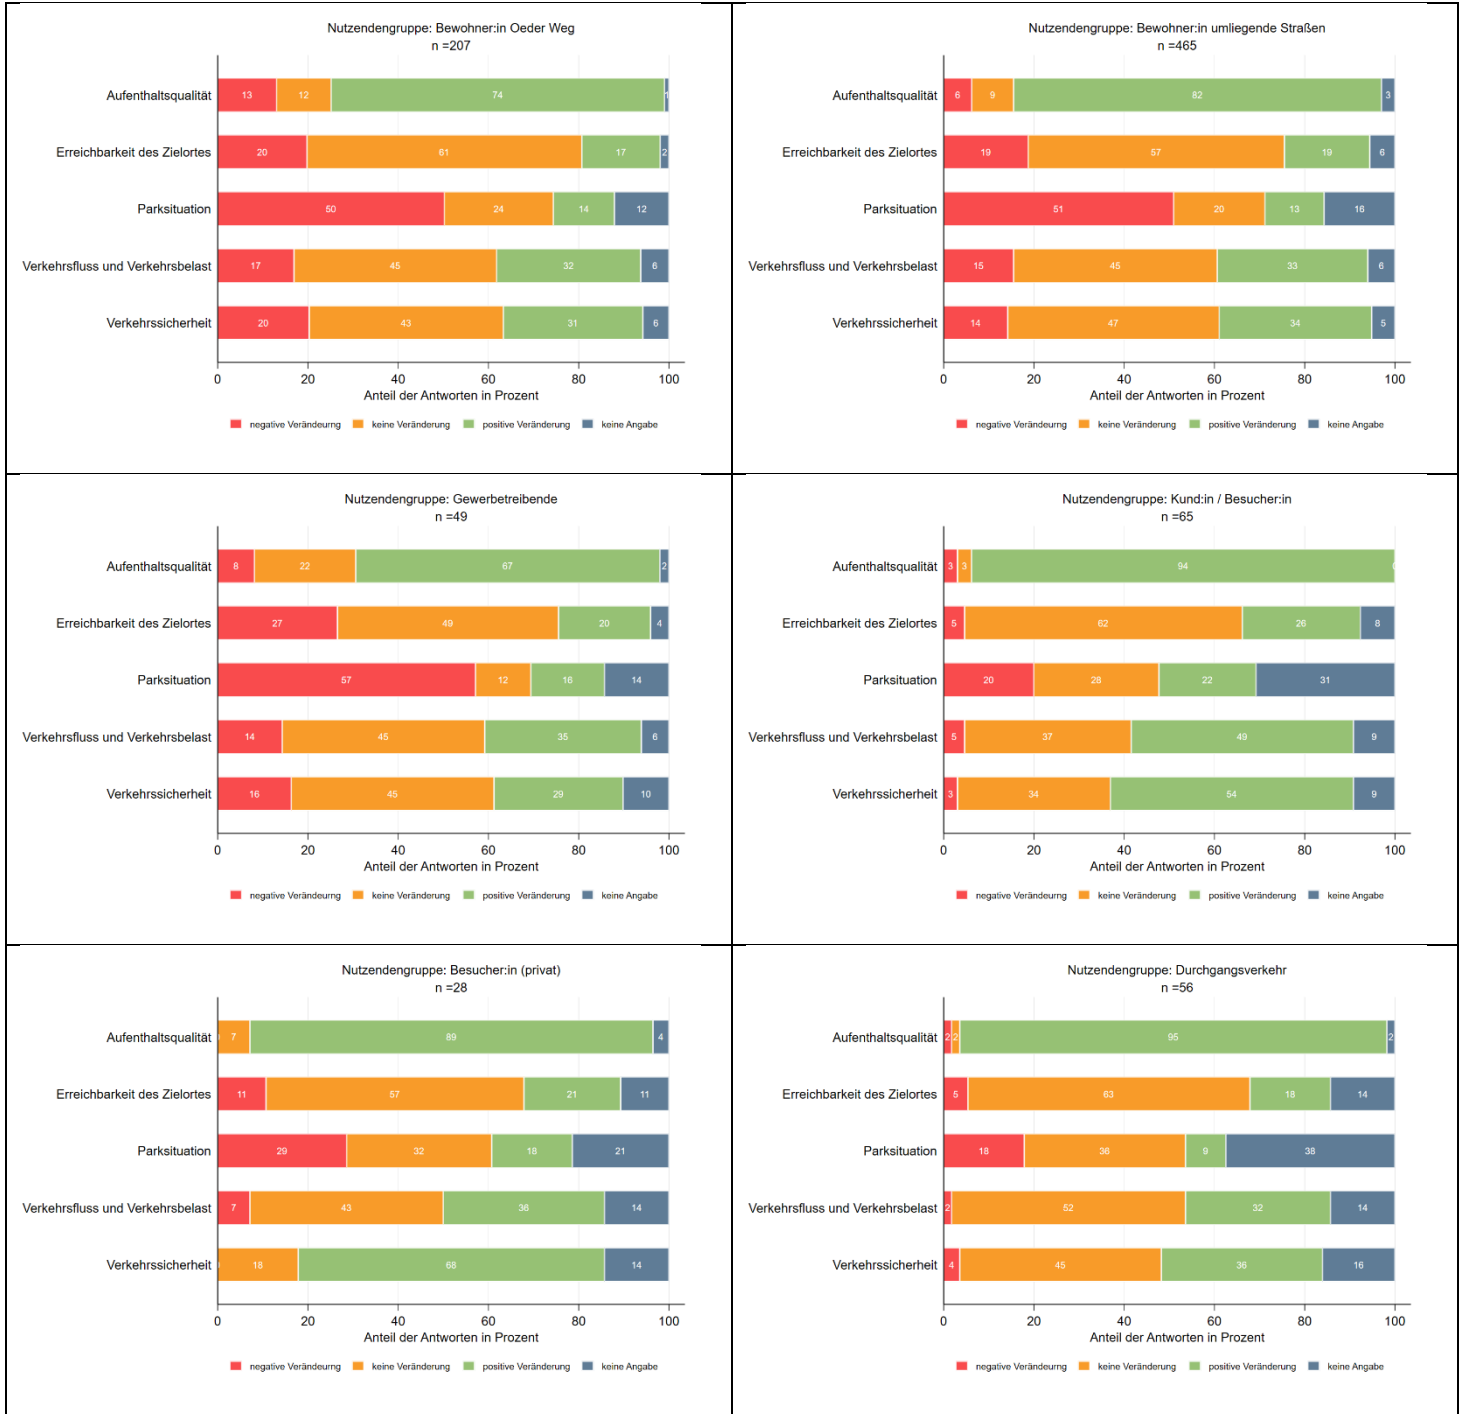 Nutzendengruppe: Bewohner:in Oeder Weg
n =207
Aufenthaltsqualität 13 12 74 1
Erreichbarkeit des Zielortes 20 61 17 2
Parksituation 50 24 14 12
Verkehrsfluss und Verkehrsbelast 17 45 32 6
Verkehrssicherheit 20 43 31 6
0 20 40 60 80 100
Anteil der Antworten in Prozent
negative Verändeurng keine Veränderung positive Veränderung keine Angabe
Nutzendengruppe: Bewohner:in umliegende Straßen
n =465
Aufenthaltsqualität 6 9 82 3
Erreichbarkeit des Zielortes 19 57 19 6
Parksituation 51 20 13 16
Verkehrsfluss und Verkehrsbelast 15 45 33 6
Verkehrssicherheit 14 47 34 5
0 20 40 60 80 100
Anteil der Antworten in Prozent
negative Verändeurng keine Veränderung positive Veränderung keine Angabe
Nutzendengruppe: Gewerbetreibende
n =49
Aufenthaltsqualität 8 22 67 2
Erreichbarkeit des Zielortes 27 49 20 4
Parksituation 57 12 16 14
Verkehrsfluss und Verkehrsbelast 14 45 35 6
Verkehrssicherheit 16 45 29 10
0 20 40 60 80 100
Anteil der Antworten in Prozent
negative Verändeurng keine Veränderung positive Veränderung keine Angabe
Nutzendengruppe: Kund:in / Besucher:in
n =65
Aufenthaltsqualität 3 3 94
Erreichbarkeit des Zielortes 5 62 26 8
Parksituation 20 28 22 31
Verkehrsfluss und Verkehrsbelast 5 37 49 9
Verkehrssicherheit 3 34 54 9
0 20 40 60 80 100
Anteil der Antworten in Prozent
negative Verändeurng keine Veränderung positive Veränderung keine Angabe
Nutzendengruppe: Besucher:in (privat)
n =28
Aufenthaltsqualität 7 89 4
Erreichbarkeit des Zielortes 11 57 21 11
Parksituation 29 32 18 21
Verkehrsfluss und Verkehrsbelast 7 43 36 14
Verkehrssicherheit 18 68 14
0 20 40 60 80 100
Anteil der Antworten in Prozent
negative Verändeurng keine Veränderung positive Veränderung keine Angabe
Nutzendengruppe: Durchgangsverkehr
n =56
Aufenthaltsqualität 2 2 95 2
Erreichbarkeit des Zielortes 5 63 18 14
Parksituation 18 36 9 38
Verkehrsfluss und Verkehrsbelast 2 52 32 14
Verkehrssicherheit 4 45 36 16
0 20 40 60 80 100
Anteil der Antworten in Prozent
negative Verändeurng keine Veränderung positive Veränderung keine Angabe